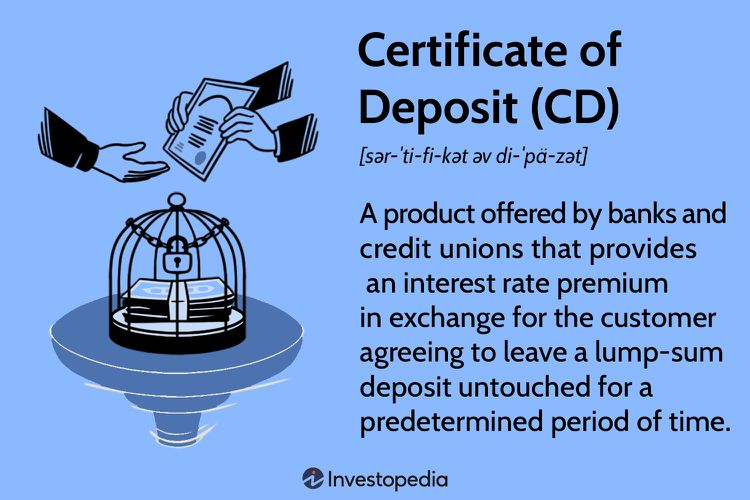 Certificate of
Deposit (CD)
[sər-ˈti-fi-kət əv di-ˈpä-zət]
A product offered by banks and
credit unions that provides
an interest rate premium
in exchange for the customer
agreeing to leave a lump-sum
deposit untouched for a
predetermined period of time.
Investopedia